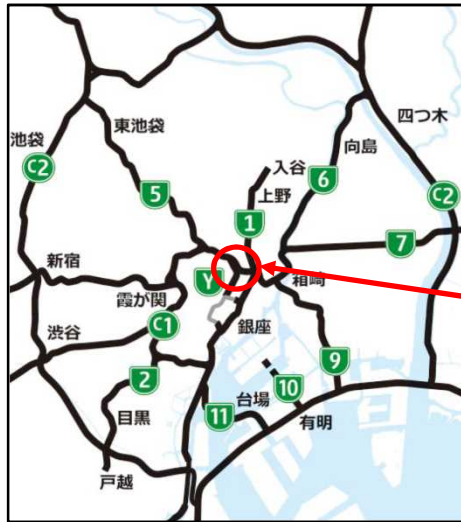 四つ木
東池袋
向島
池袋
入谷
上野
C2
6
C2
5
1
7
新宿
Y
箱崎
霞が関
C1
銀座
渋谷
9
2
10
台場
目黒
11
有明
戸越